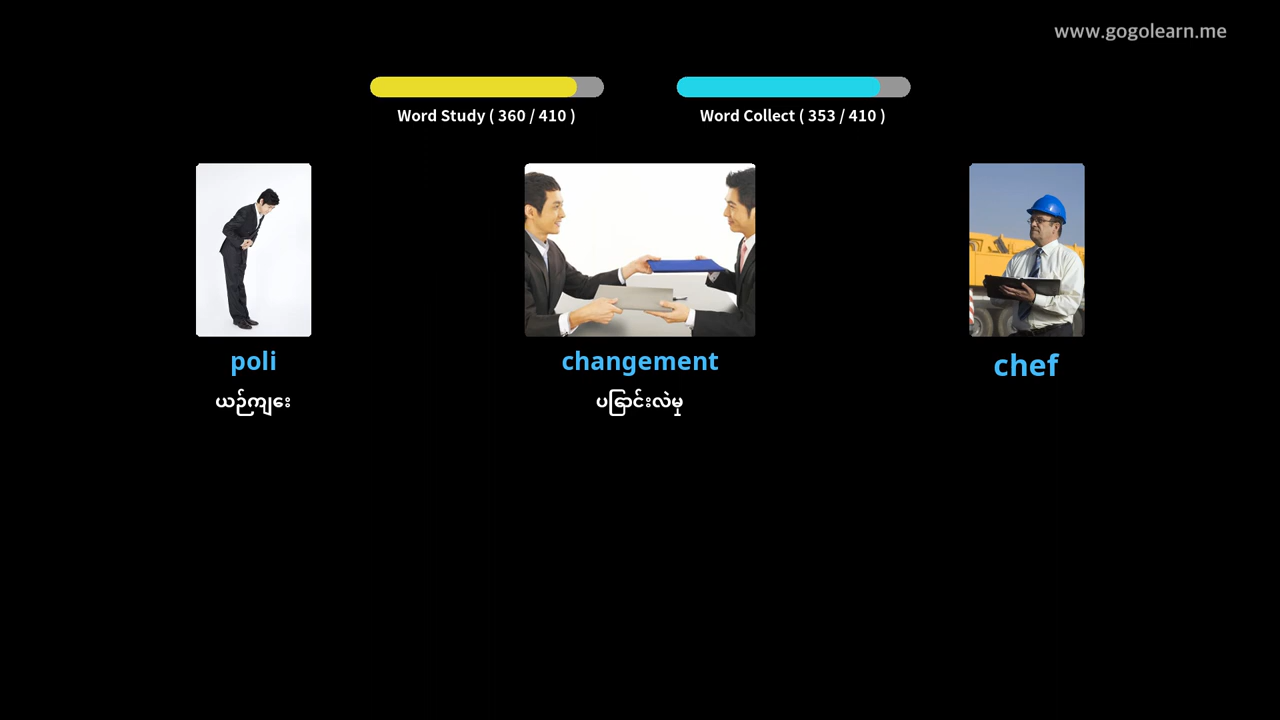 www.gogolearn.me
Word Study ( 360 / 410 )
Word Collect ( 353 / 410 )
poli
changement
chef
ယဉ်ကျေး
ပြောင်းလဲမှု